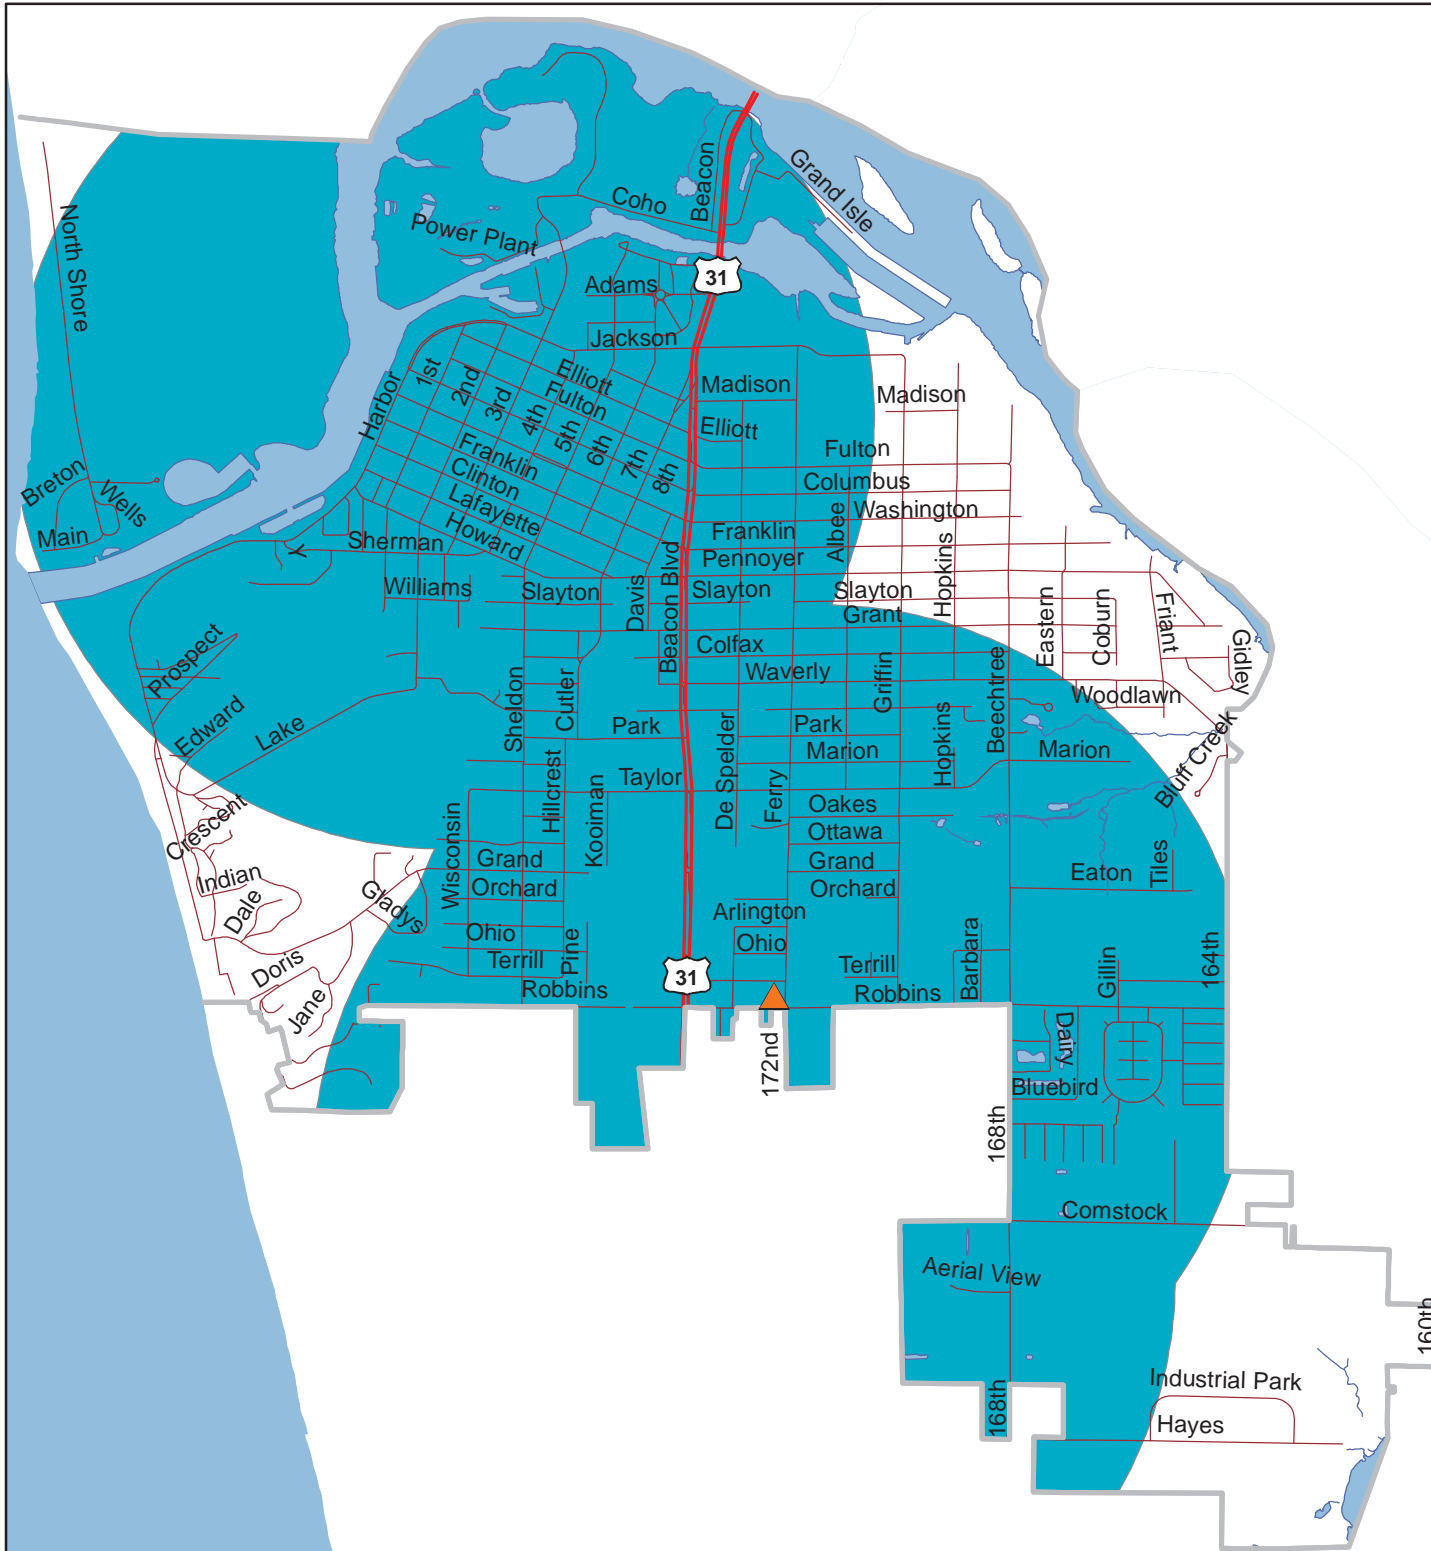 Grand Isle
Beacon
Coho
North Shore
Power Plant
31
Adams
Jackson
Elliott
Madison
Madison
1st
2nd
3rd
4th
5th
6th
7th
8th
Fulton
Harbor
Elliott
Franklin
Fulton
Clinton
Columbus
Breton
Wells
Lafayette
Washington
Main
Howard
Franklin
Albee
Sherman
Y
Pennoyer
Beacon Blvd
Hopkins
Williams
Slayton
Davis
Slayton
Slayton
Grant
Eastern
Coburn
Friant
Gidley
Colfax
Prospect
Waverly
Griffin
Beechtree
Woodlawn
Sheldon
Cutler
Edward
Lake
Park
De Spelder
Park
Marion
Hopkins
Marion
Bluff Creek
Hillcrest
Taylor
Kooiman
Ferry
Oakes
Crescent
Wisconsin
Ottawa
Grand
Grand
Eaton
Tiles
Indian
Orchard
Orchard
Dale
Gladys
Arlington
Ohio
Ohio
Pine
Barbara
164th
Doris
Terrill
31
Terrill
Gillin
Robbins
Robbins
Jane
Dairy
172nd
Bluebird
168th
Comstock
Aerial View
160th
Industrial Park
168th
Hayes